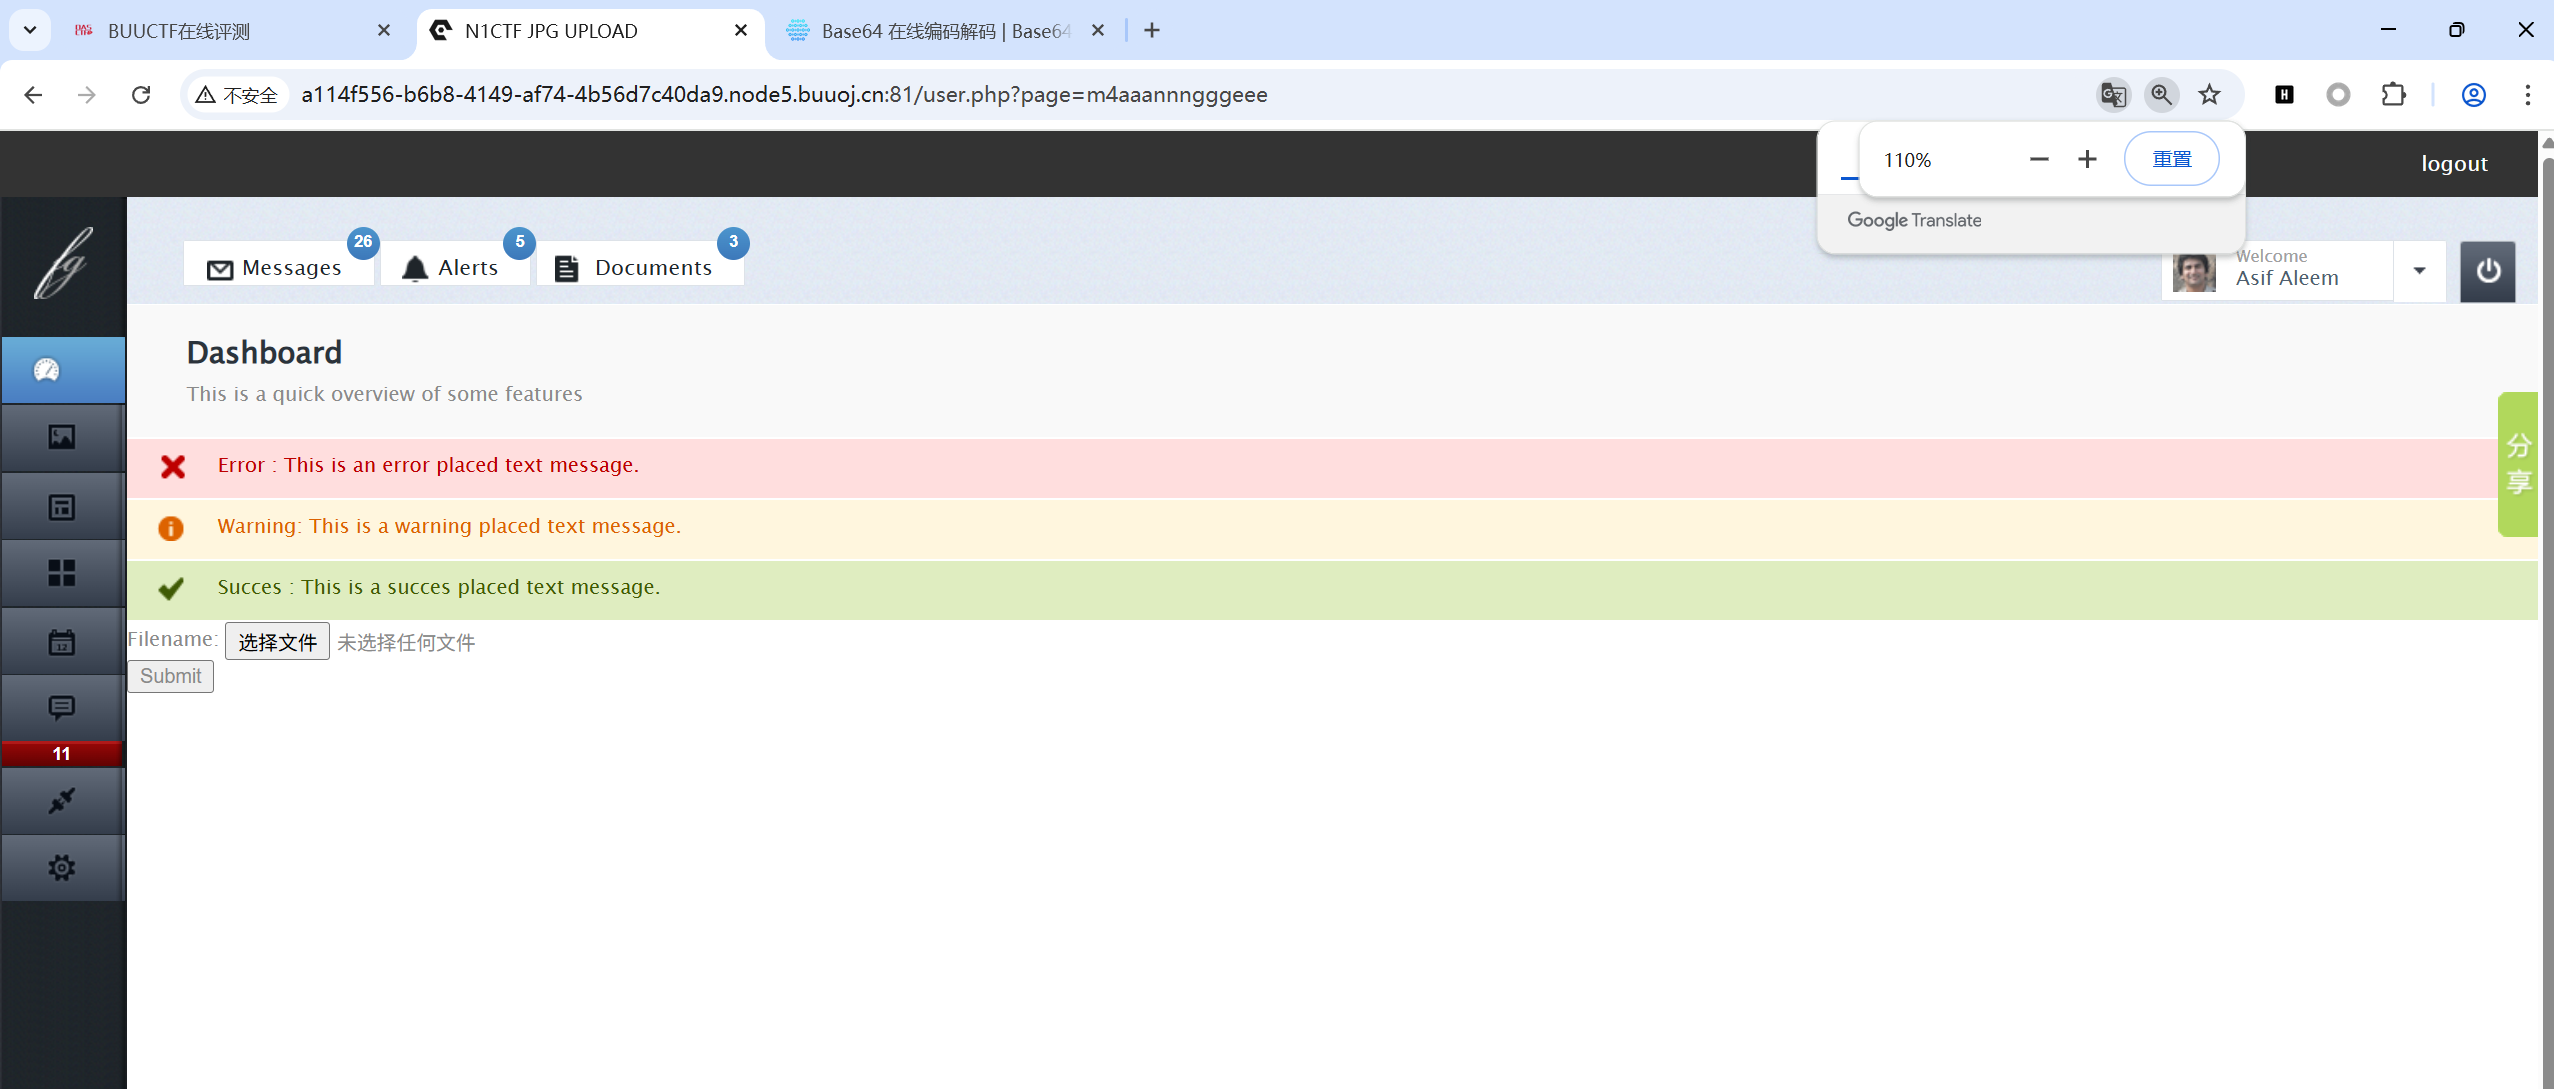 BUUCTF在线评测
N1CTF JPG UPLOAD
Base64 在线编码解码 | Base64
不安全
a114f556-b6b8-4149-af74-4b56d7c40da9.node5.buuoj.cn:81/user.php?page=m4aaannngggeee
110%
重置
Google Translate
logout
fg
Messages 26
Alerts 5
Documents 3
Welcome
Asif Aleem
Dashboard
This is a quick overview of some features
Error : This is an error placed text message.
Warning: This is a warning placed text message.
Succes : This is a succes placed text message.
分享
Filename: 选择文件 未选择任何文件
Submit
12
11